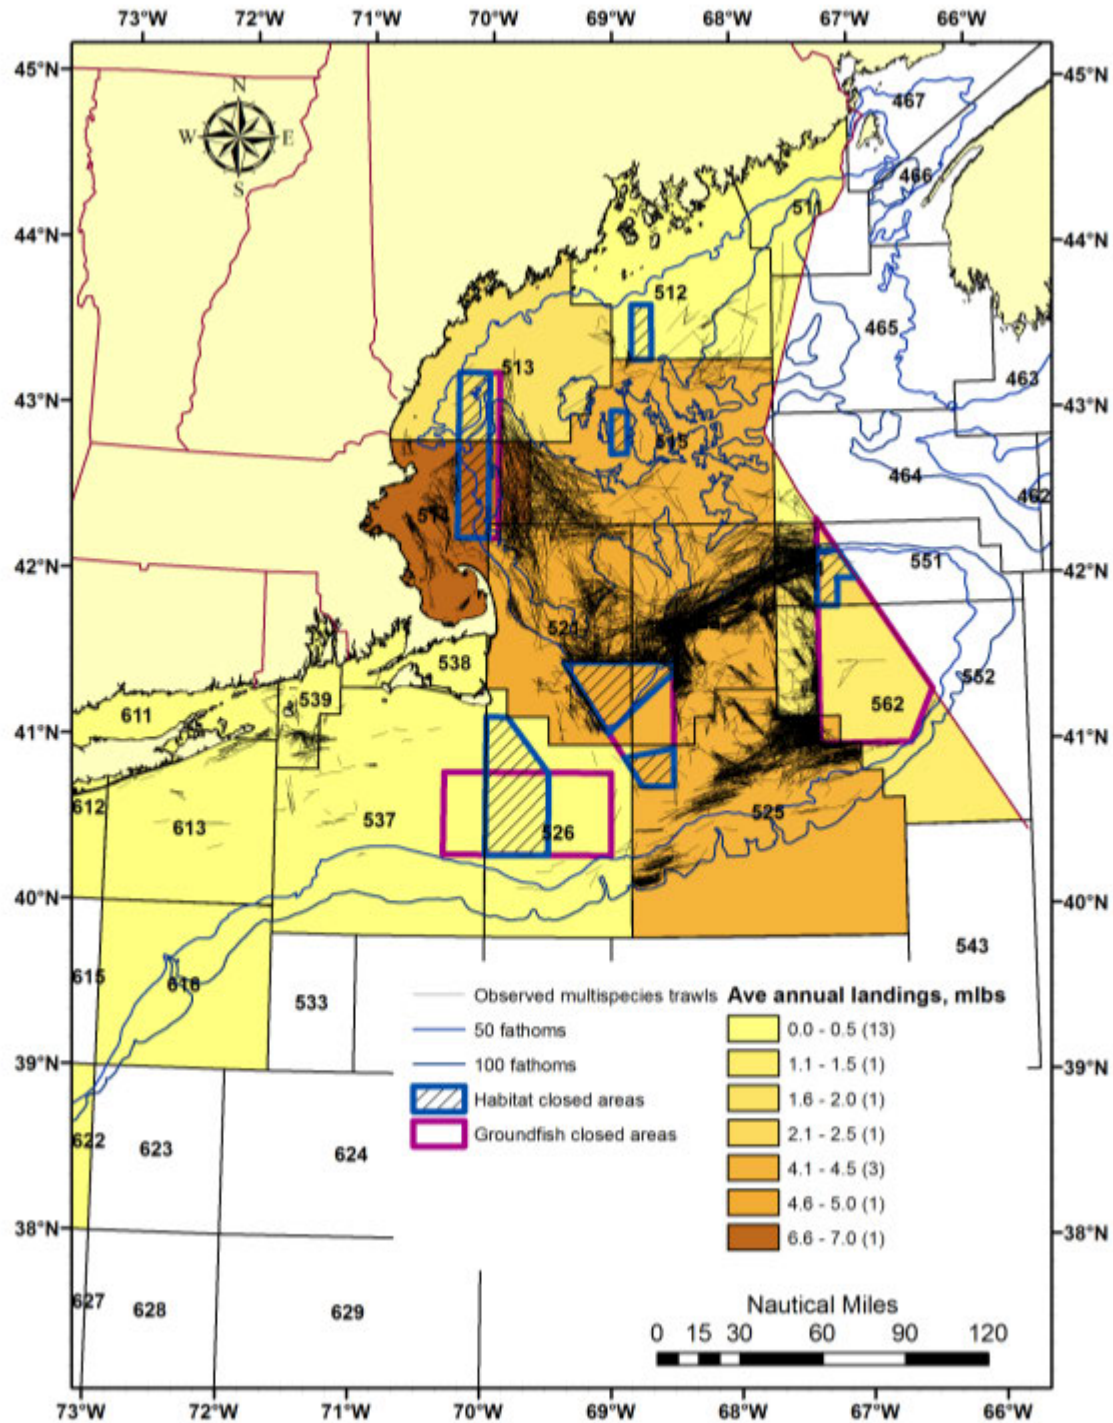 72°W 71°W 70°W 69°W 68°W 67°W 66°W
45°N 45°N
N
W E
S
467
466
511
44°N 44°N
512
465
513
463
43°N 43°N
515
464
462
42°N 42°N
551
521
538
552
539
562
611
41°N 41°N
612
613
537
526
525
40°N 40°N
543
615
616
533
Observed multispecies trawls
50 fathoms
100 fathoms
Habitat closed areas
Groundfish closed areas
Ave annual landings, mlbs
0.0 - 0.5 (13)
1.1 - 1.5 (1)
1.6 - 2.0 (1)
2.1 - 2.5 (1)
4.1 - 4.5 (3)
4.6 - 5.0 (1)
6.6 - 7.0 (1)
39°N 39°N
622
623
624
38°N 38°N
627
628
629
Nautical Miles
0 15 30 60 90 120
73°W 72°W 71°W 70°W 69°W 68°W 67°W 66°W